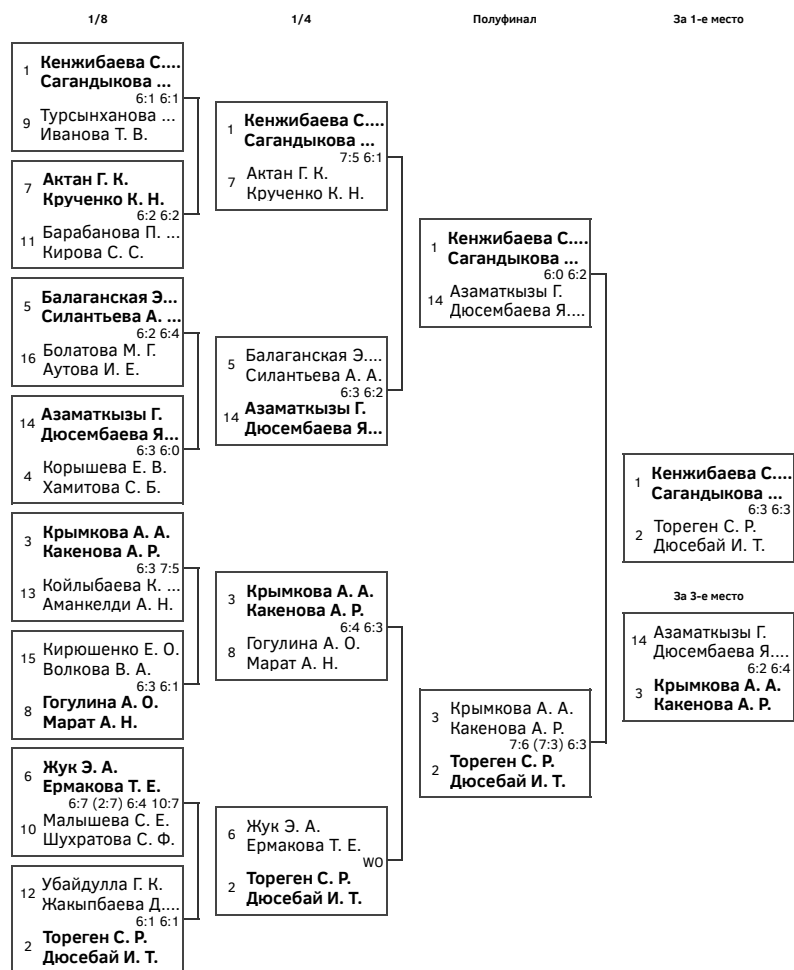 1/8
1/4
Полуфинал
За 1-е место
1
Кенжибаева С....
Сагандыкова ...
6:1 6:1
9
Турсынханова ...
Иванова Т. В.
7
Актан Г. К.
Крученко К. Н.
6:2 6:2
11
Барабанова П. ...
Кирова С. С.
5
Балаганская Э...
Силантьева А. ...
6:2 6:4
16
Болатова М. Г.
Аутова И. Е.
14
Азаматкызы Г.
Дюсембаева Я...
6:3 6:0
4
Корышева Е. В.
Хамитова С. Б.
3
Крымкова А. А.
Какенова А. Р.
6:3 7:5
13
Койлыбаева К. ...
Аманкелди А. Н.
15
Кирюшенко Е. О.
Волкова В. А.
6:3 6:1
8
Гогулина А. О.
Марат А. Н.
6
Жук Э. А.
Ермакова Т. Е.
6:7 (2:7) 6:4 10:7
10
Малышева С. Е.
Шухратова С. Ф.
12
Убайдулла Г. К.
Жакыпбаева Д....
6:1 6:1
2
Тореген С. Р.
Дюсебай И. Т.
1
Кенжибаева С....
Сагандыкова ...
7:5 6:1
7
Актан Г. К.
Крученко К. Н.
5
Балаганская Э....
Силантьева А. А.
6:3 6:2
14
Азаматкызы Г.
Дюсембаева Я...
3
Крымкова А. А.
Какенова А. Р.
6:4 6:3
8
Гогулина А. О.
Марат А. Н.
6
Жук Э. А.
Ермакова Т. Е.
WO
2
Тореген С. Р.
Дюсебай И. Т.
1
Кенжибаева С....
Сагандыкова ...
6:0 6:2
14
Азаматкызы Г.
Дюсембаева Я....
3
Крымкова А. А.
Какенова А. Р.
7:6 (7:3) 6:3
2
Тореген С. Р.
Дюсебай И. Т.
1
Кенжибаева С....
Сагандыкова ...
6:3 6:3
2
Тореген С. Р.
Дюсебай И. Т.
За 3-е место
14
Азаматкызы Г.
Дюсембаева Я....
6:2 6:4
3
Крымкова А. А.
Какенова А. Р.